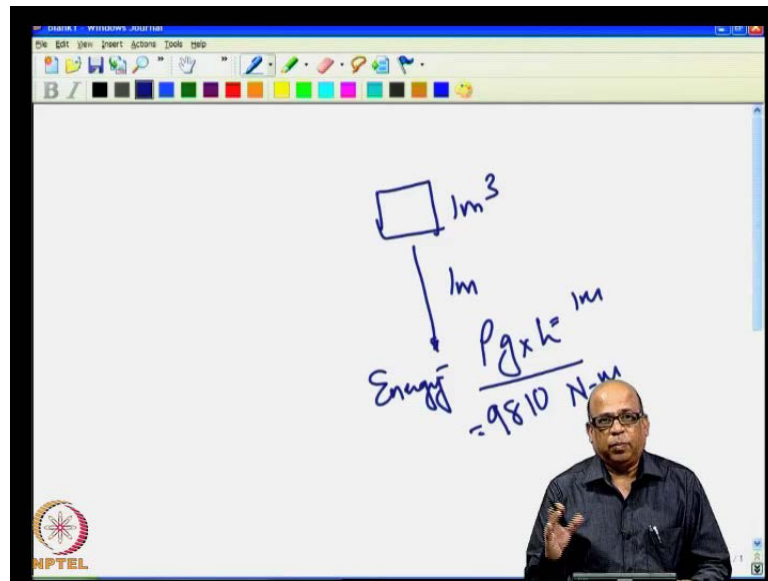 Blank1 - Windows Journal
File Edit View Insert Actions Tools Help
B I
1m³
1m
Energy = ρg × h = 1m
= 9810 N-m
NPTEL